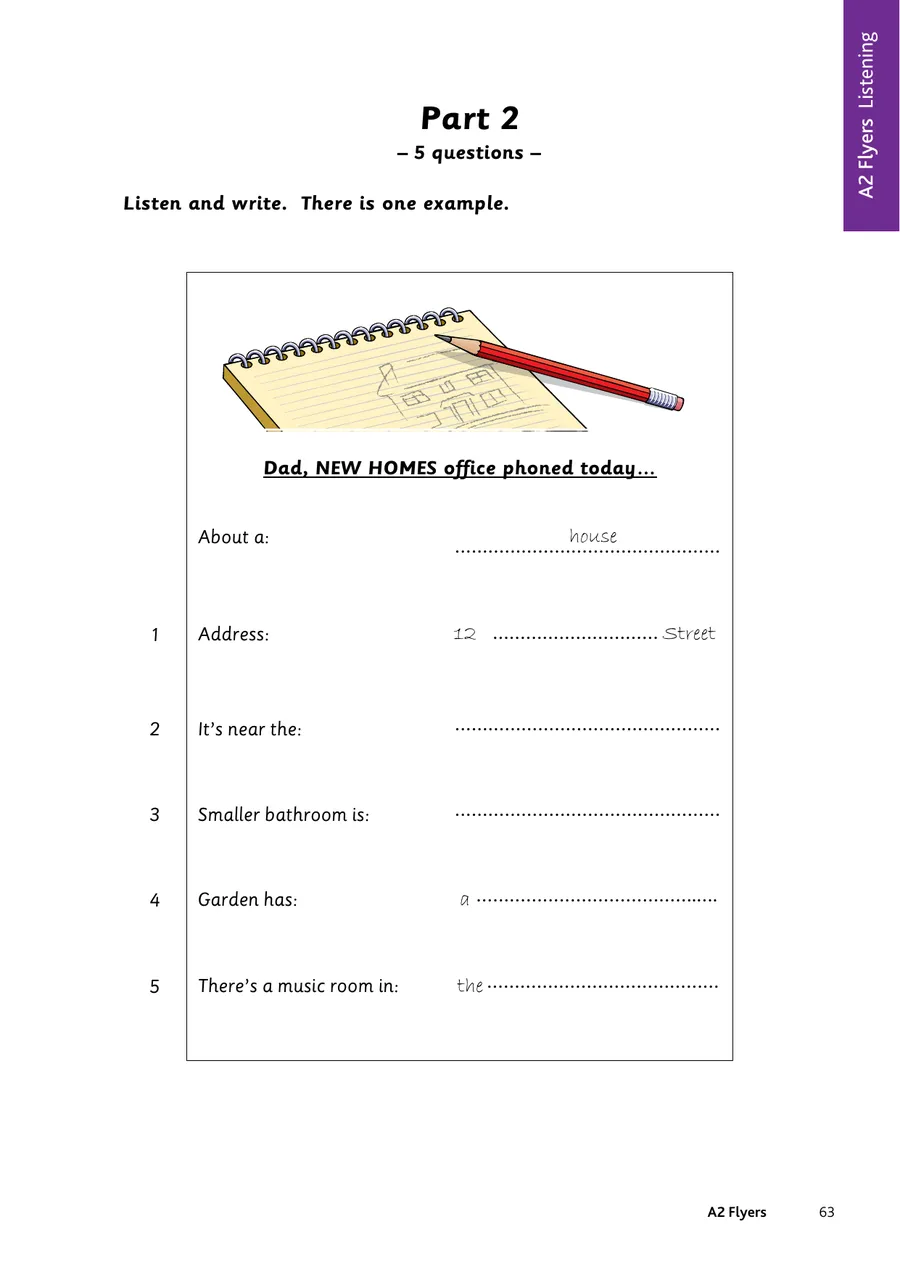 A2 Flyers Listening
Part 2
– 5 questions –
Listen and write. There is one example.
Dad, NEW HOMES office phoned today…
About a: house
1 Address: 12 .............................. Street
2 It’s near the: ................................................
3 Smaller bathroom is: ................................................
4 Garden has: a ............................................
5 There’s a music room in: the ..........................................
A2 Flyers 63